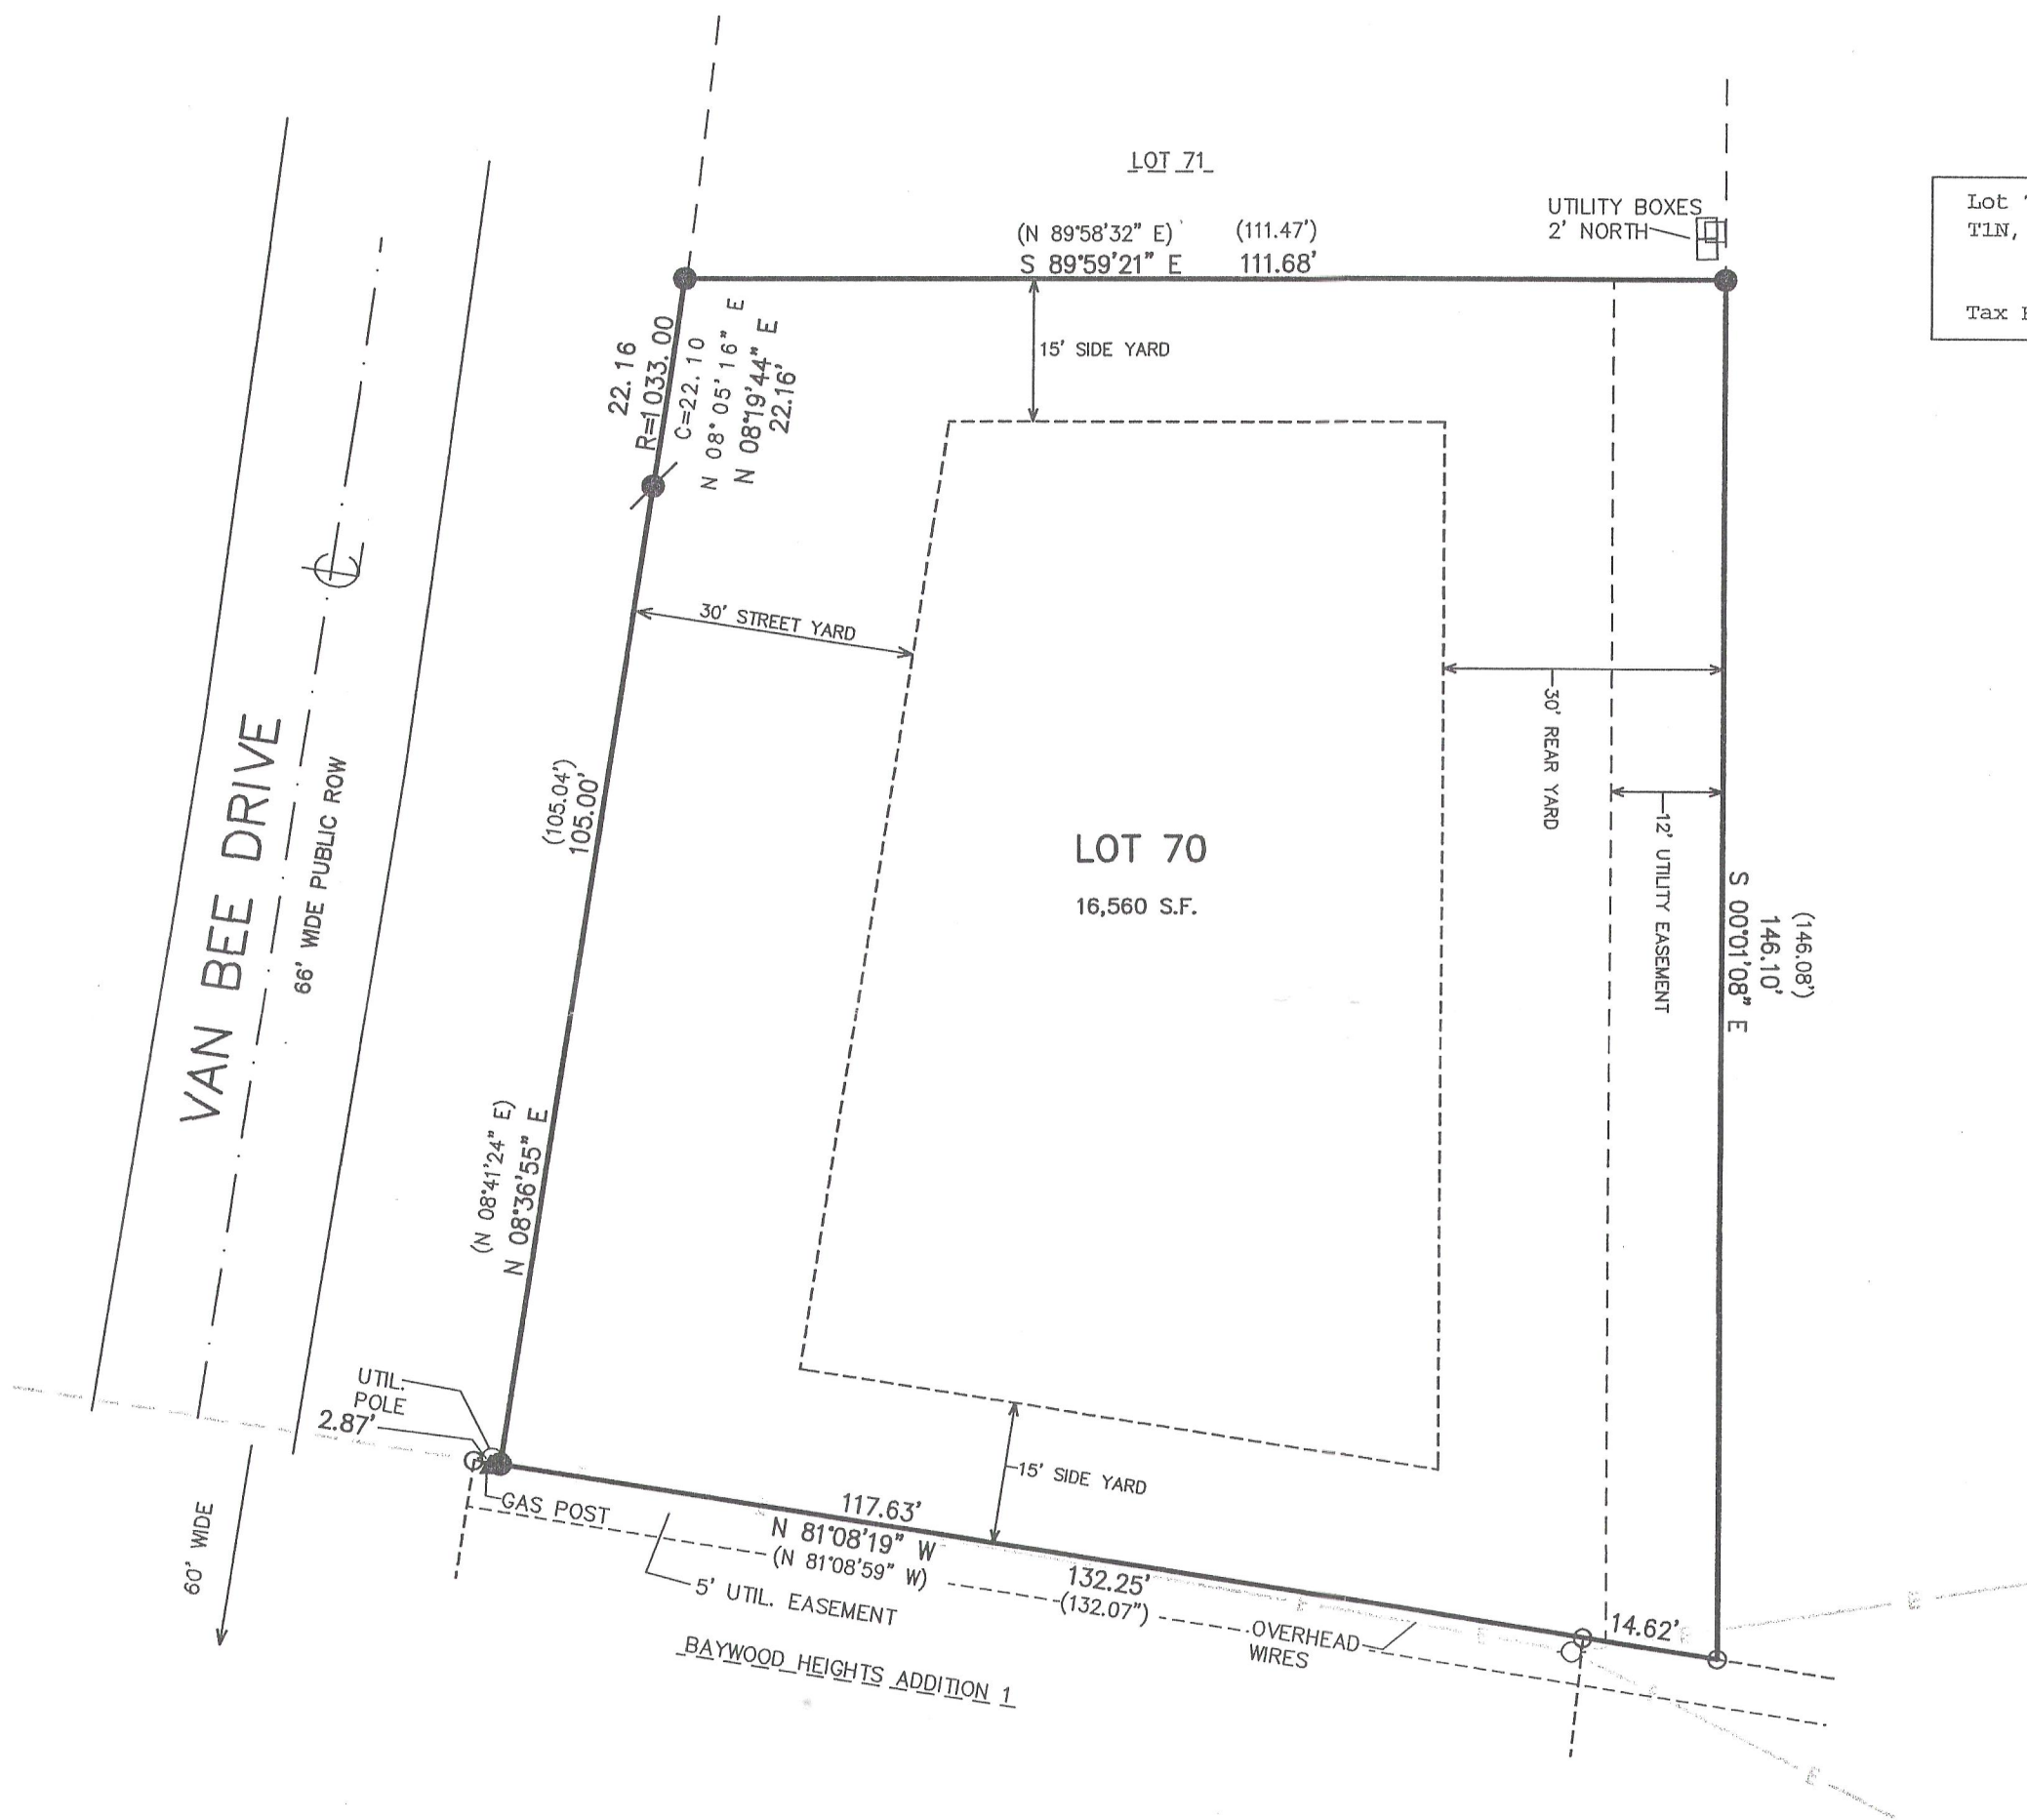 LOT 71
UTILITY BOXES
2' NORTH
Lot
T1N,
Tax
(N 89°58'32" E) (111.47')
S 89°59'21" E 111.68'
22.16
R=1033.00
C=22.10
N 08° 05' 16" E
N 08°19'44" E
22.16'
15' SIDE YARD
30' STREET YARD
30' REAR YARD
12' UTILITY EASEMENT
VAN BEE DRIVE
66' WIDE PUBLIC ROW
(105.04')
105.00'
LOT 70
16,560 S.F.
(146.08')
146.10'
S 00°01'08" E
(N 08°41'24" E)
N 08°36'55" E
UTIL.
POLE
2.87'
GAS POST
60' WIDE
15' SIDE YARD
117.63'
N 81°08'19" W
(N 81°08'59" W)
132.25'
(132.07")
5' UTIL. EASEMENT
OVERHEAD
WIRES
14.62'
BAYWOOD HEIGHTS ADDITION 1
E
E
E
E
E
E